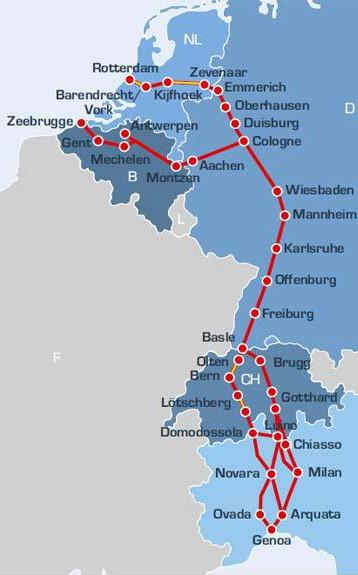 NL
Rotterdam
Zevenaar
Barendrecht/
Vork
Kijfhoek
Emmerich
Oberhausen
D
Zeebrugge
Antwerpen
Duisburg
Gent
Cologne
Mechelen
Aachen
B
Montzen
Wiesbaden
L
Mannheim
Karlsruhe
Offenburg
Freiburg
Basle
F
Olten
Brugg
Bern
CH
Lötschberg
Gotthard
Luino
Domodossola
Chiasso
Novara
Milan
Ovada
Arquata
Genoa